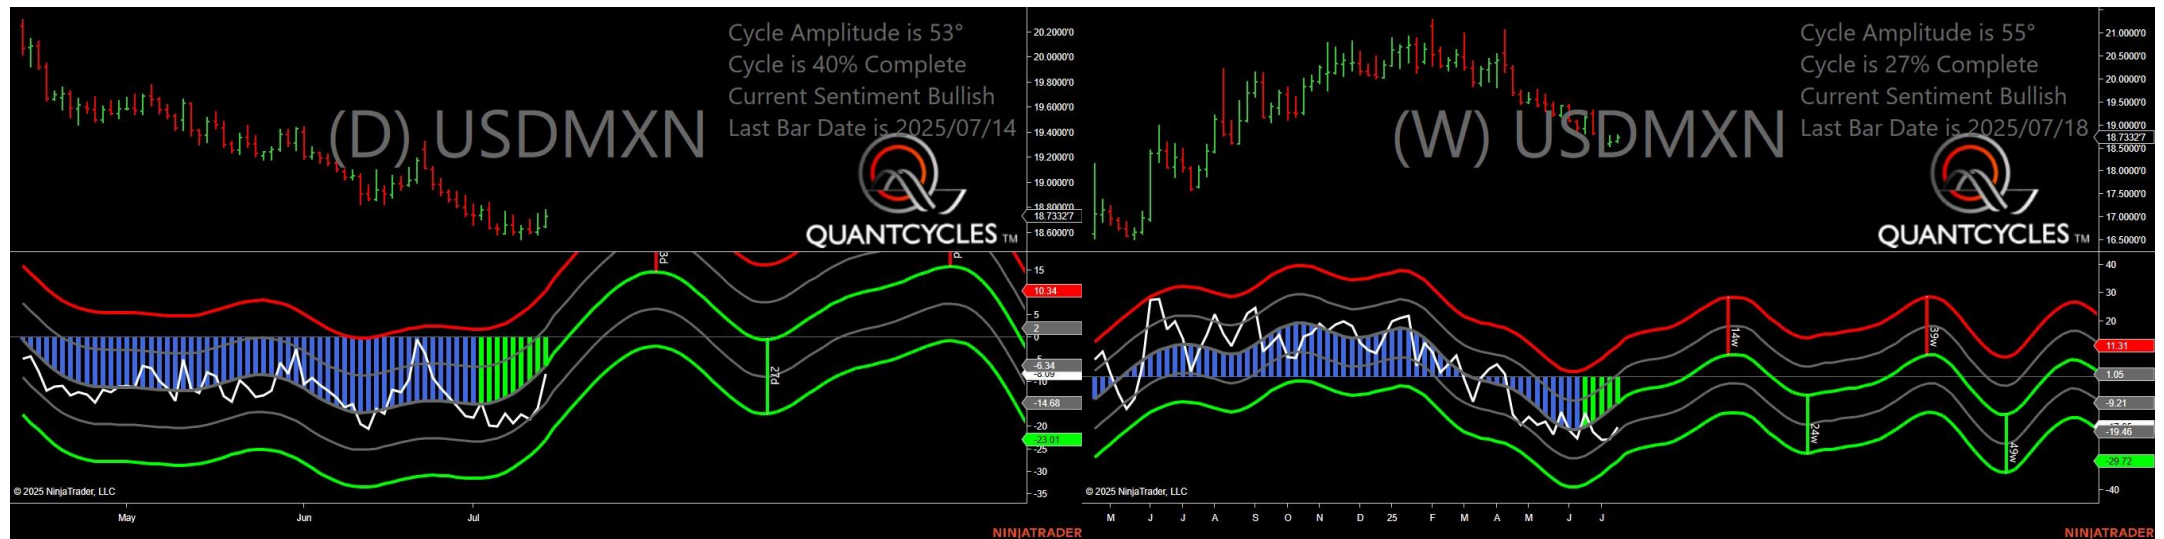 Cycle Amplitude is 53°
Cycle is 40% Complete
Current Sentiment Bullish
Last Bar Date is 2025/07/14
(D) USDMXN
QUANTCYCLES TM
20.2000'0
20.0000'0
19.8000'0
19.6000'0
19.4000'0
19.2000'0
19.0000'0
18.8000'0
18.7332'7
18.6000'0
3d
d
27d
15
10.34
5
2
0
-5
-6.34
-8.09
-10
-14.68
-20
-23.01
-25
-30
-35
© 2025 NinjaTrader, LLC
May
Jun
Jul
NINJATRADER
Cycle Amplitude is 55°
Cycle is 27% Complete
Current Sentiment Bullish
Last Bar Date is 2025/07/18
(W) USDMXN
QUANTCYCLES TM
21.0000'0
20.5000'0
20.0000'0
19.5000'0
19.0000'0
18.7332'7
18.5000'0
17.5000'0
17.0000'0
16.5000'0
14w
24w
39w
49w
40
30
20
11.31
1.05
-9.21
-19.46
-29.72
-40
© 2025 NinjaTrader, LLC
M J J A S O N D 25 F M A M J J
NINJATRADER